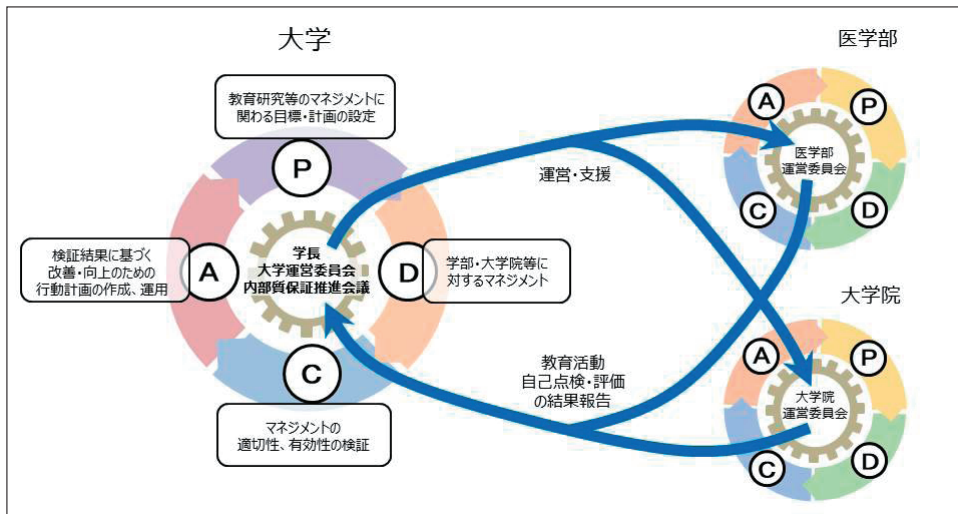 大学
教育研究等のマネジメントに
関わる目標・計画の設定
P
検証結果に基づく
改善・向上のための
行動計画の作成、運用
A
学長
大学運営委員会
内部質保証推進会議
D
学部・大学院等に
対するマネジメント
C
マネジメントの
適切性、有効性の検証
運営・支援
教育活動
自己点検・評価
の結果報告
医学部
A
P
医学部
運営委員会
C
D
大学院
A
P
大学院
運営委員会
C
D